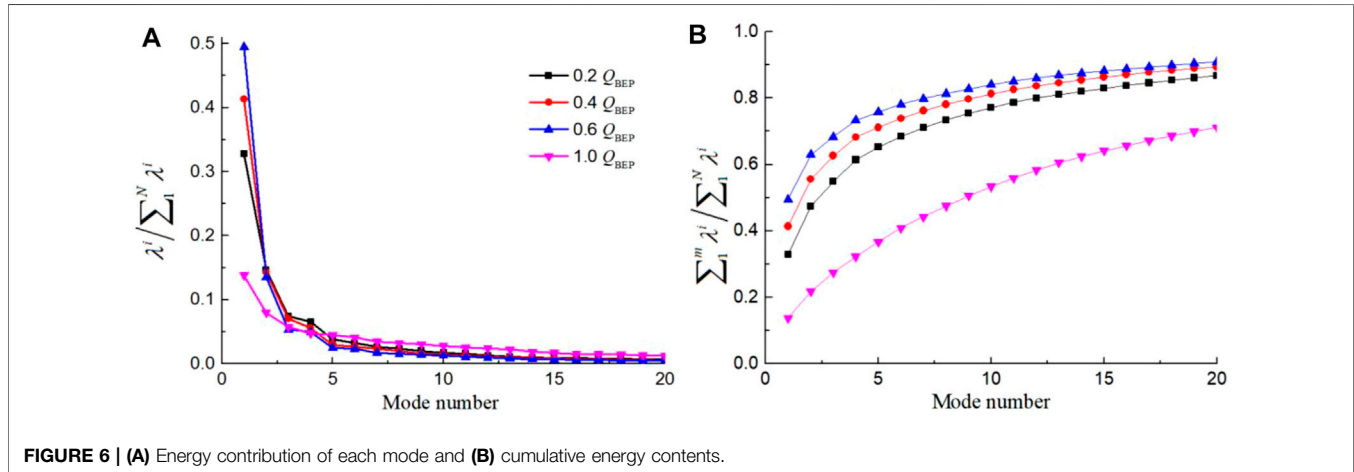 A
λ^i / ∑_1^N λ^i
0.5
0.4
0.3
0.2
0.1
0.0
0 5 10 15 20
Mode number
0.2 Q_BEP
0.4 Q_BEP
0.6 Q_BEP
1.0 Q_BEP
B
∑_1^m λ^i / ∑_1^N λ^i
1.0
0.8
0.6
0.4
0.2
0.0
0 5 10 15 20
Mode number
FIGURE 6 | (A) Energy contribution of each mode and (B) cumulative energy contents.